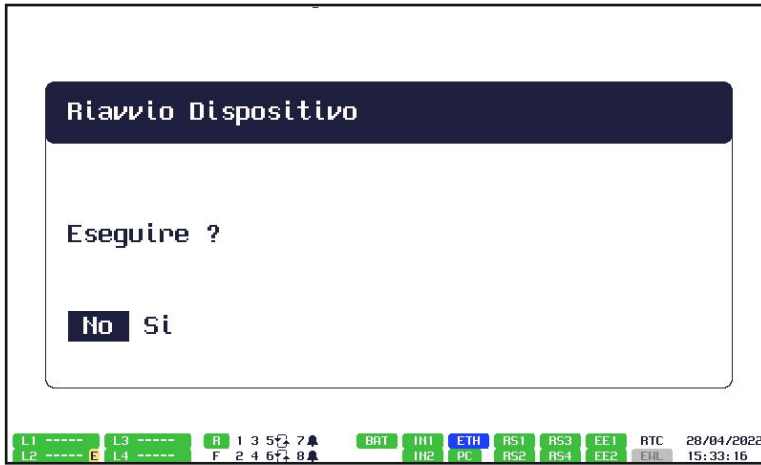 Riavvio Dispositivo
Eseguire ?
No Si
L1 ----- L3 ----- R 1 3 5 7 BAT IN1 ETH RS1 RS3 EE1 RTC 28/04/2022
L2 ----- E L4 ----- F 2 4 6 8 IN2 PC RS2 RS4 EE2 EWL 15:33:16